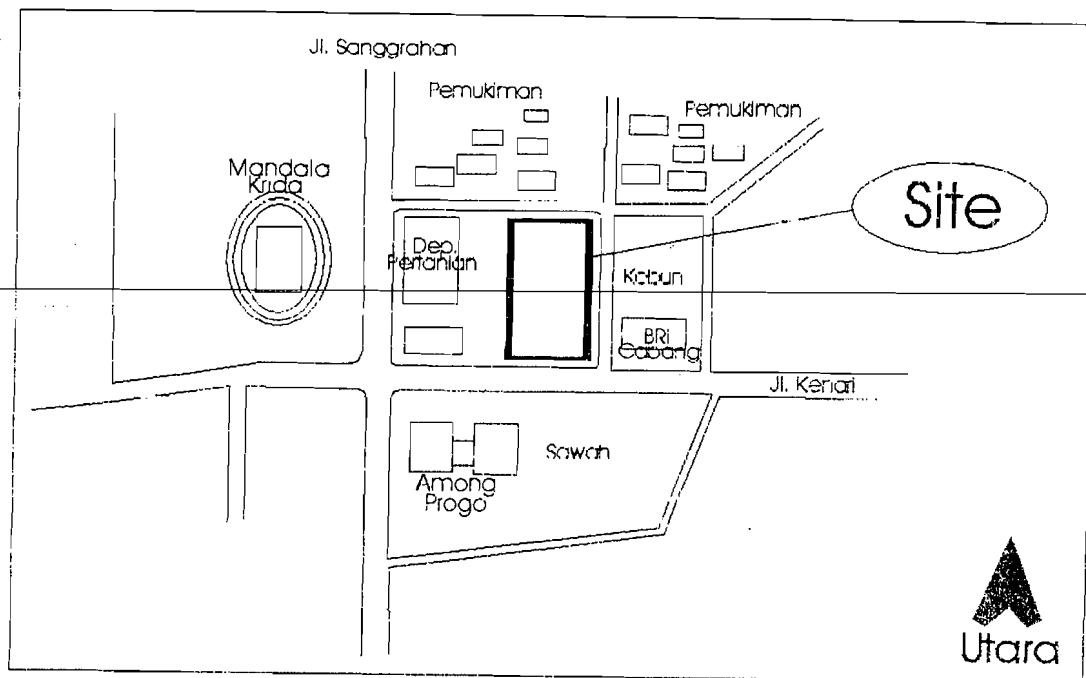 Jl. Sanggrahan
Pemukiman
Pemukiman
Mandala
Krida
Site
Dep.
Pertanian
Kebun
BRI
Cabang
Jl. Kenari
Sawah
Among
Progo
Utara